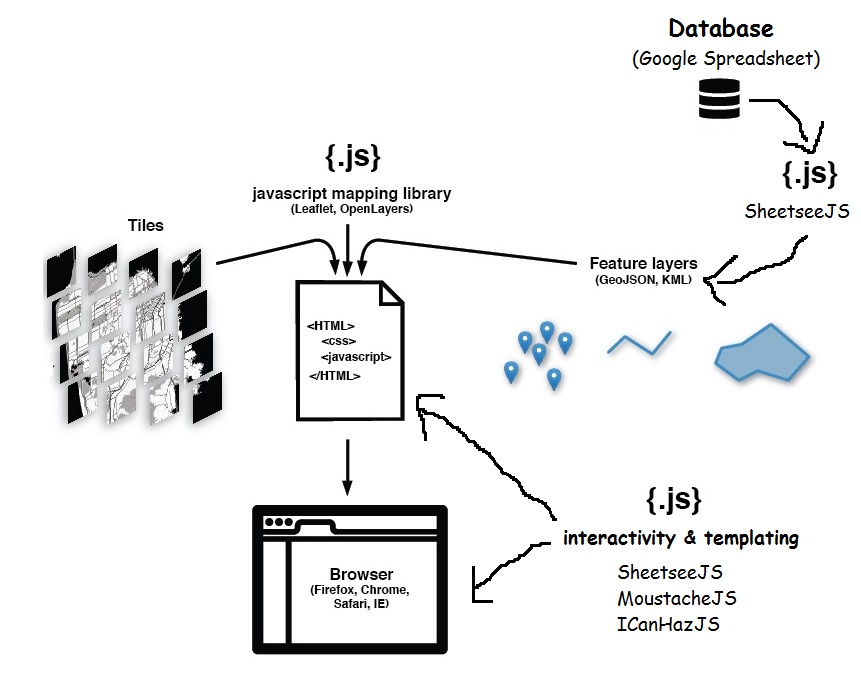 Database
(Google Spreadsheet)
{.js}
SheetseeJS
{.js}
javascript mapping library
(Leaflet, OpenLayers)
Tiles
Feature layers
(GeoJSON, KML)
<HTML>
<css>
<javascript>
</HTML>
{.js}
interactivity & templating
SheetseeJS
MoustacheJS
ICanHazJS
Browser
(Firefox, Chrome,
Safari, IE)